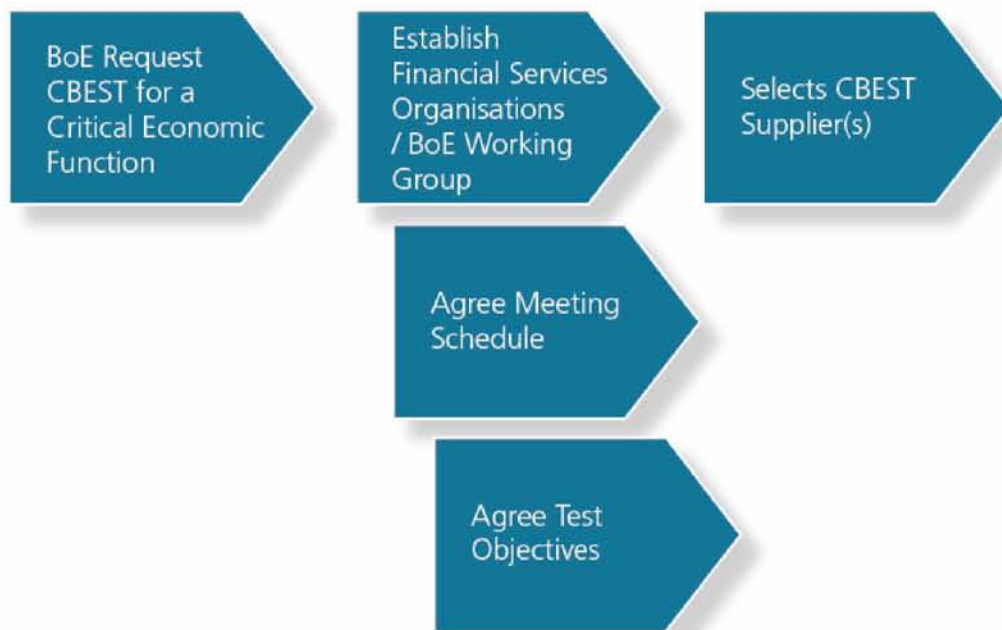 BoE Request
CBEST for a
Critical Economic
Function
Establish
Financial Services
Organisations
/ BoE Working
Group
Selects CBEST
Supplier(s)
Agree Meeting
Schedule
Agree Test
Objectives